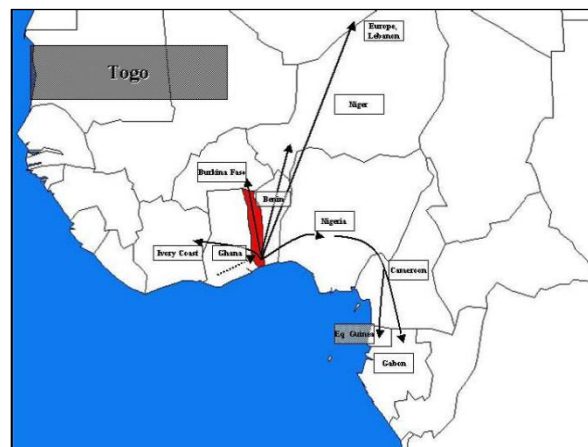 Togo
Europe,
Lebanon
Niger
Burkina Faso
Benin
Nigeria
Ivory Coast
Ghana
Cameroon
Eq. Guinea
Gabon